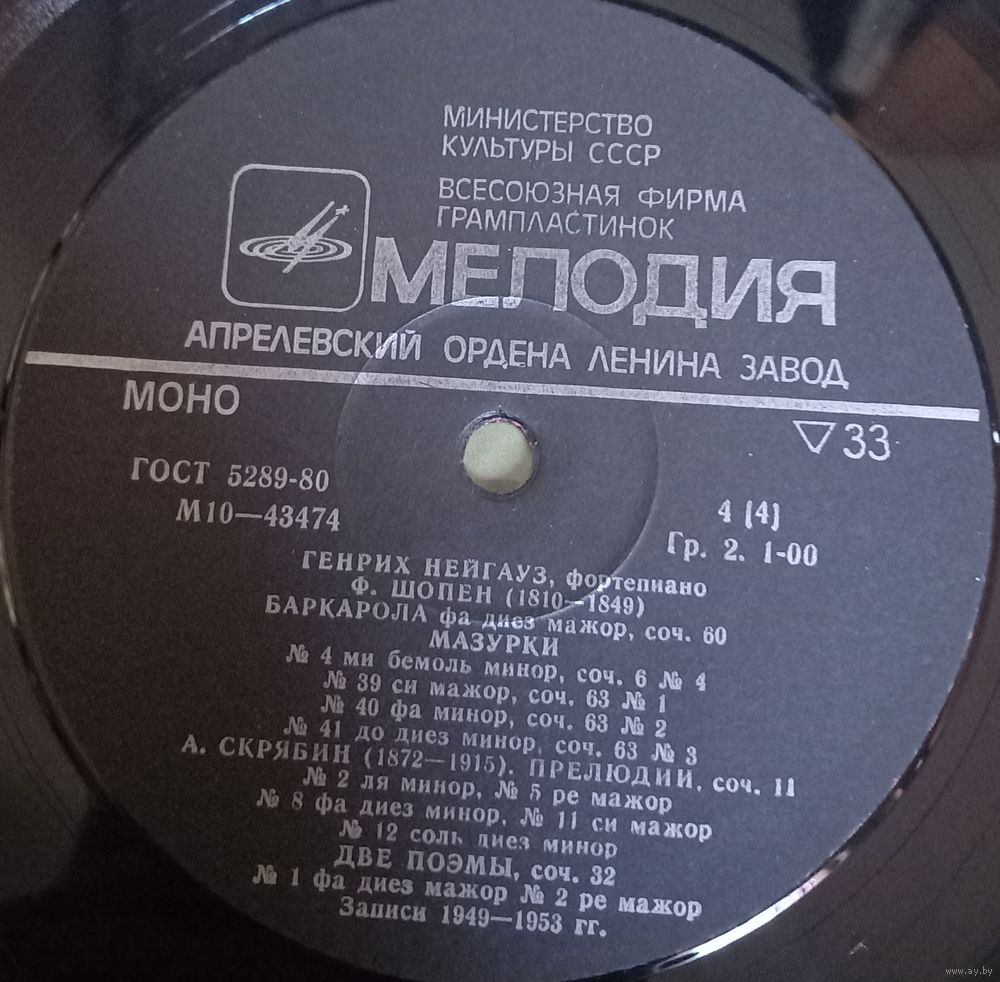 МИНИСТЕРСТВО
КУЛЬТУРЫ СССР
ВСЕСОЮЗНАЯ ФИРМА
ГРАМПЛАСТИНОК
МЕЛОДИЯ
АПРЕЛЕВСКИЙ ОРДЕНА ЛЕНИНА ЗАВОД
МОНО
▽33
ГОСТ 5289-80
М10—43474
4 (4)
Гр. 2. 1-00
ГЕНРИХ НЕЙГАУЗ, фортепиано
Ф. ШОПЕН (1810—1849)
БАРКАРОЛА фа диез мажор, соч. 60
МАЗУРКИ
№ 4 ми бемоль минор, соч. 6 № 4
№ 39 си мажор, соч. 63 № 1
№ 40 фа минор, соч. 63 № 2
№ 41 до диез минор, соч. 63 № 3
А. СКРЯБИН (1872—1915). ПРЕЛЮДИИ, соч. 11
№ 2 ля минор, № 5 ре мажор
№ 8 фа диез минор, № 11 си мажор
№ 12 соль диез минор
ДВЕ ПОЭМЫ, соч. 32
№ 1 фа диез мажор № 2 ре мажор
Записи 1949—1953 гг.
www.ay.by